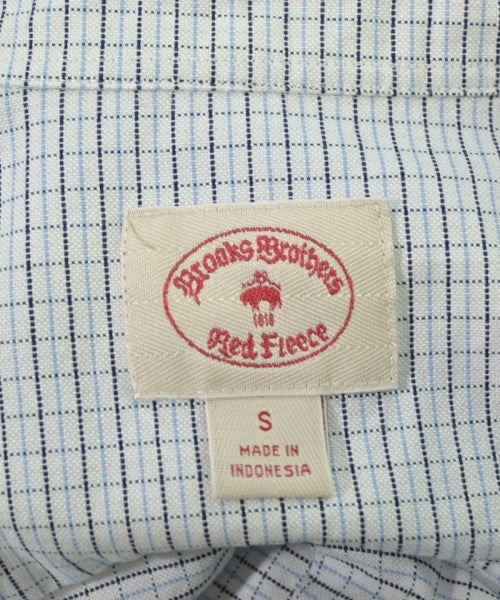 Brooks Brothers
1818
Red Fleece
S
MADE IN
INDONESIA